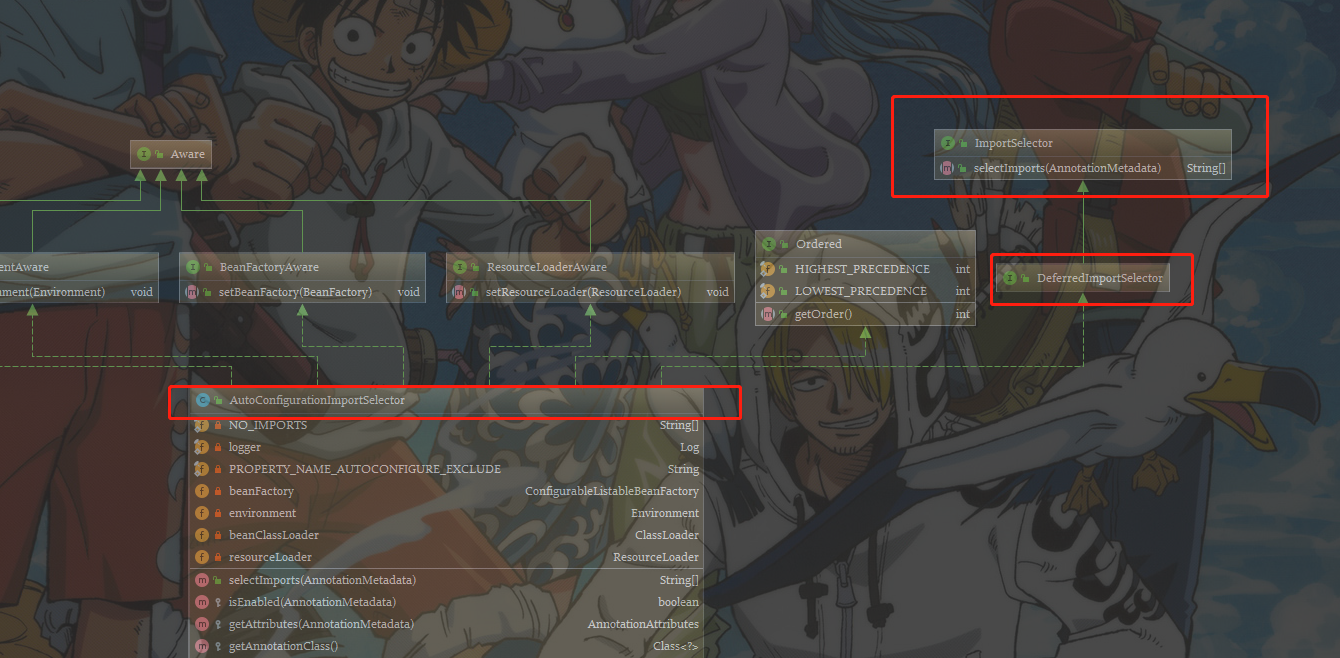 Aware
ImportSelector
selectImports(AnnotationMetadata) String[]
entAware
nment(Environment) void
BeanFactoryAware
setBeanFactory(BeanFactory) void
ResourceLoaderAware
setResourceLoader(ResourceLoader) void
Ordered
HIGHEST_PRECEDENCE int
LOWEST_PRECEDENCE int
getOrder() int
DeferredImportSelector
AutoConfigurationImportSelector
NO_IMPORTS String[]
logger Log
PROPERTY_NAME_AUTOCONFIGURE_EXCLUDE String
beanFactory ConfigurableListableBeanFactory
environment Environment
beanClassLoader ClassLoader
resourceLoader ResourceLoader
selectImports(AnnotationMetadata) String[]
isEnabled(AnnotationMetadata) boolean
getAttributes(AnnotationMetadata) AnnotationAttributes
getAnnotationClass() Class<?>